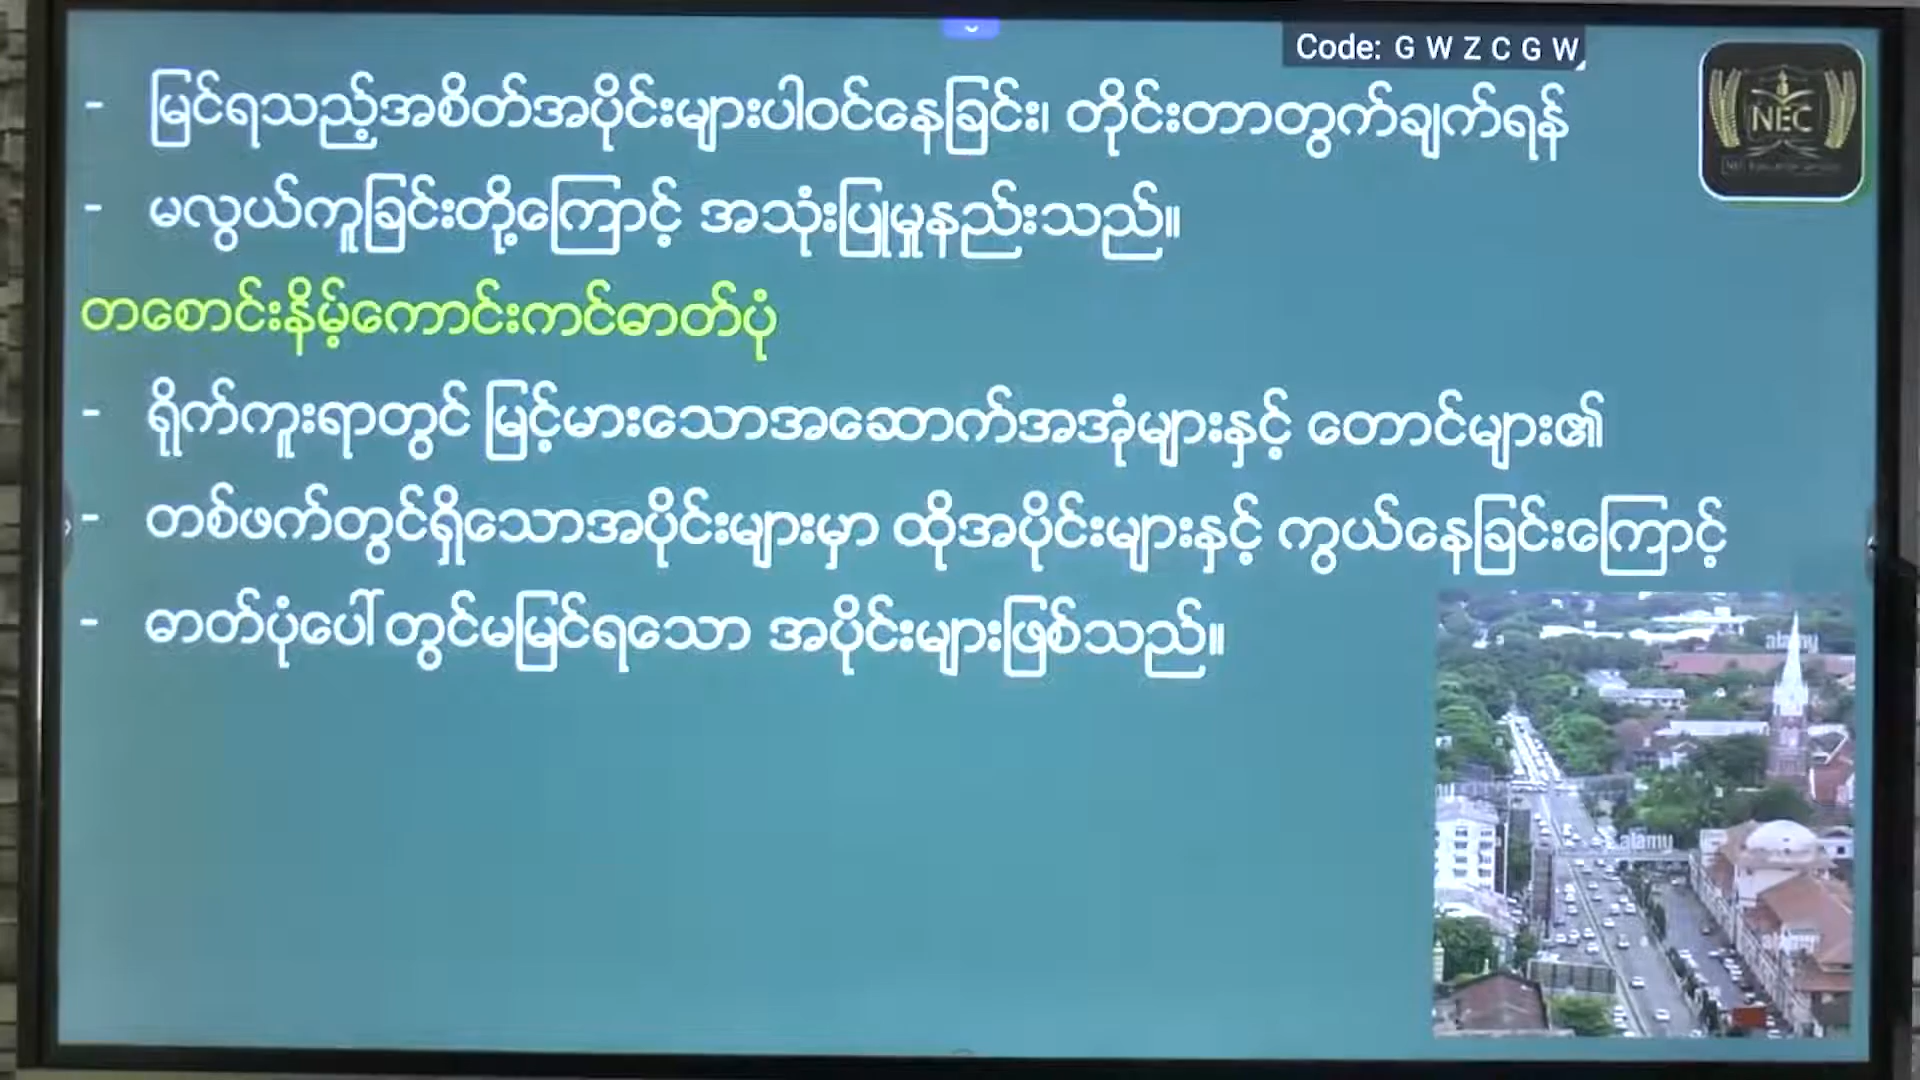 Code: G W Z C G W
NEC
- မြင်ရသည့်အစိတ်အပိုင်းများပါဝင်နေခြင်း၊ တိုင်းတာတွက်ချက်ရန်
- မလွယ်ကူခြင်းတို့ကြောင့် အသုံးပြုမှုနည်းသည်။
တစောင်းနိမ့်ကောင်းကင်ဓာတ်ပုံ
- ရိုက်ကူးရာတွင် မြင့်မားသောအဆောက်အအုံများနှင့် တောင်များ၏
- တစ်ဖက်တွင်ရှိသောအပိုင်းများမှာ ထိုအပိုင်းများနှင့် ကွယ်နေခြင်းကြောင့်
- ဓာတ်ပုံပေါ်တွင်မမြင်ရသော အပိုင်းများဖြစ်သည်။
alamy
alamy
alamy